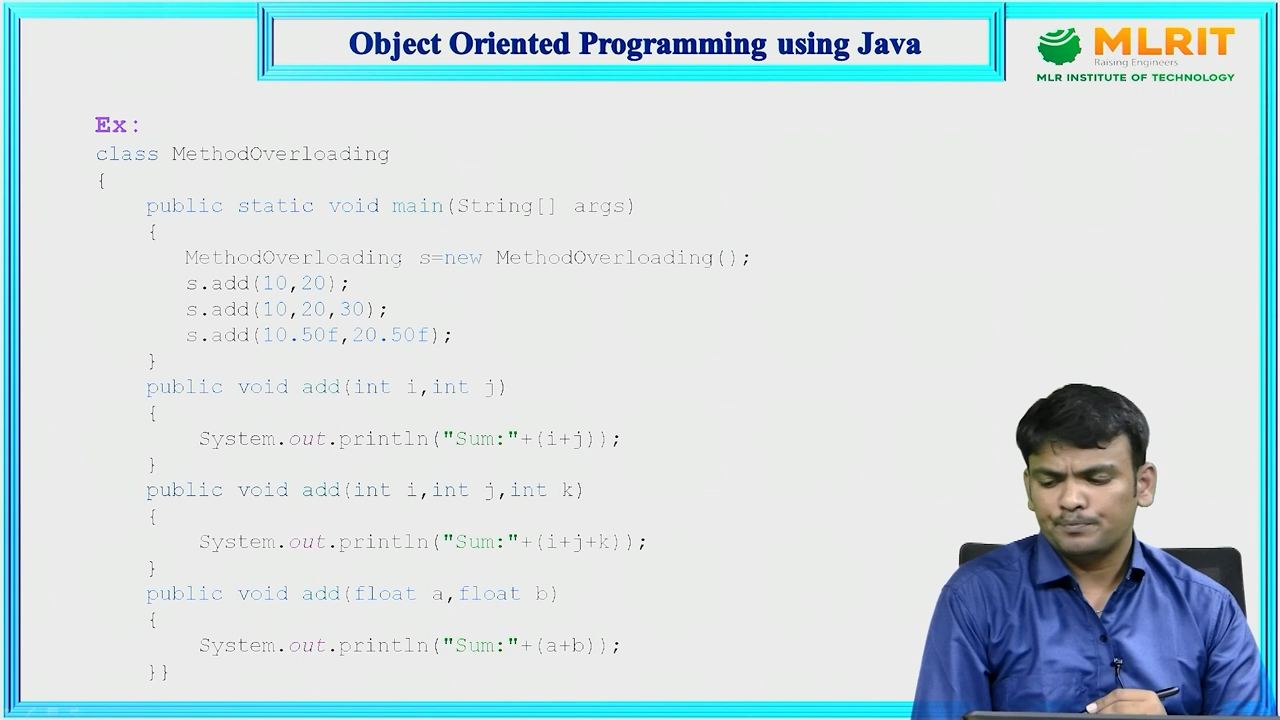 Object Oriented Programming using Java
MLRIT
Raising Engineers
MLR INSTITUTE OF TECHNOLOGY
Ex:
class MethodOverloading
{
public static void main(String[] args)
{
MethodOverloading s=new MethodOverloading();
s.add(10,20);
s.add(10,20,30);
s.add(10.50f,20.50f);
}
public void add(int i,int j)
{
System.out.println("Sum:"+(i+j));
}
public void add(int i,int j,int k)
{
System.out.println("Sum:"+(i+j+k));
}
public void add(float a,float b)
{
System.out.println("Sum:"+(a+b));
}}